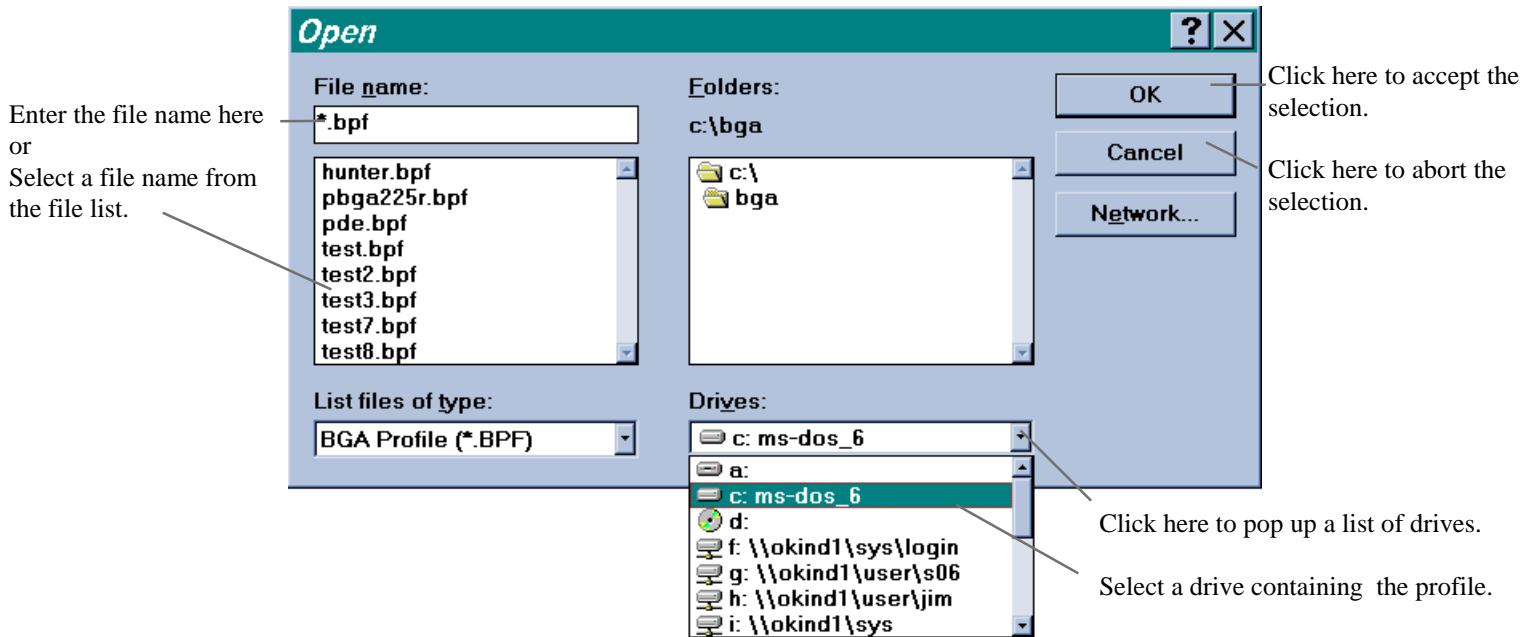 Open
File name:
*.bpf
hunter.bpf
pbga225r.bpf
pde.bpf
test.bpf
test2.bpf
test3.bpf
test7.bpf
test8.bpf
List files of type:
BGA Profile (*.BPF)
Folders:
c:\bga
c:\
bga
Drives:
c: ms-dos_6
a:
c: ms-dos_6
d:
f: \\okind1\sys\login
g: \\okind1\user\s06
h: \\okind1\user\jim
i: \\okind1\sys
OK
Cancel
Network...
?
Enter the file name here
or
Select a file name from
the file list.
Click here to accept the
selection.
Click here to abort the
selection.
Click here to pop up a list of drives.
Select a drive containing the profile.